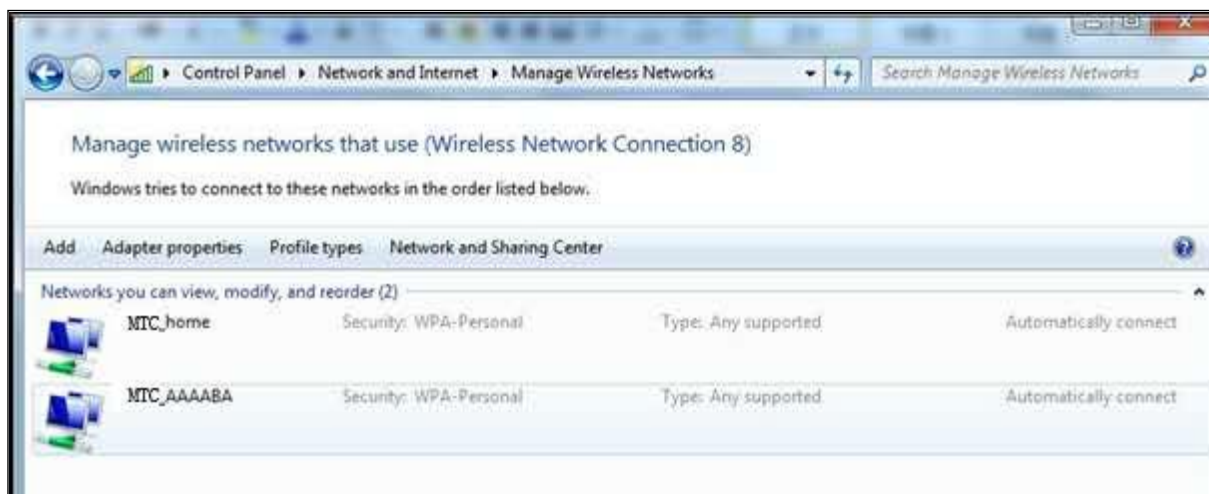 Control Panel ▸ Network and Internet ▸ Manage Wireless Networks Search Manage Wireless Networks
Manage wireless networks that use (Wireless Network Connection 8)
Windows tries to connect to these networks in the order listed below.
Add Adapter properties Profile types Network and Sharing Center
Networks you can view, modify, and reorder (2)
MTC_home Security: WPA-Personal Type: Any supported Automatically connect
MTC_AAAABA Security: WPA-Personal Type: Any supported Automatically connect